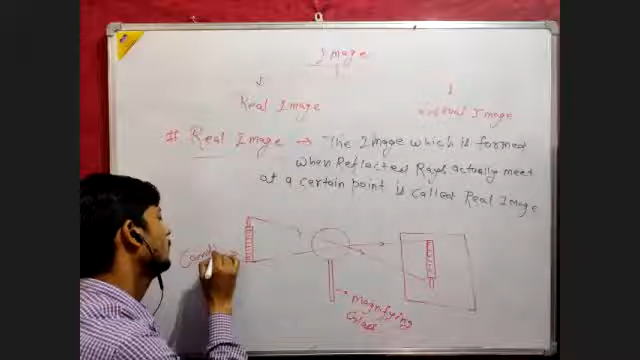 Image
Real Image
Virtual Image
# Real Image → The Image which is formed
when Reflected Rays actually meet
at a certain point is called Real Image
Candl
magnifying
Glass